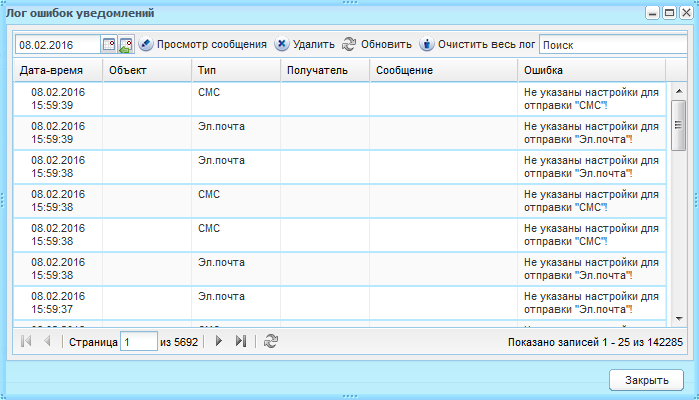 Лог ошибок уведомлений
08.02.2016 Просмотр сообщения Удалить Обновить Очистить весь лог Поиск
Дата-время Объект Тип Получатель Сообщение Ошибка
08.02.2016 СМС Не указаны настройки для
15:59:39 отправки "СМС"!
08.02.2016 Эл.почта Не указаны настройки для
15:59:39 отправки "Эл.почта"!
08.02.2016 Эл.почта Не указаны настройки для
15:59:38 отправки "Эл.почта"!
08.02.2016 СМС Не указаны настройки для
15:59:38 отправки "СМС"!
08.02.2016 СМС Не указаны настройки для
15:59:38 отправки "СМС"!
08.02.2016 Эл.почта Не указаны настройки для
15:59:38 отправки "Эл.почта"!
08.02.2016 Эл.почта Не указаны настройки для
15:59:37 отправки "Эл.почта"!
Страница 1 из 5692 Показано записей 1 - 25 из 142285
Закрыть